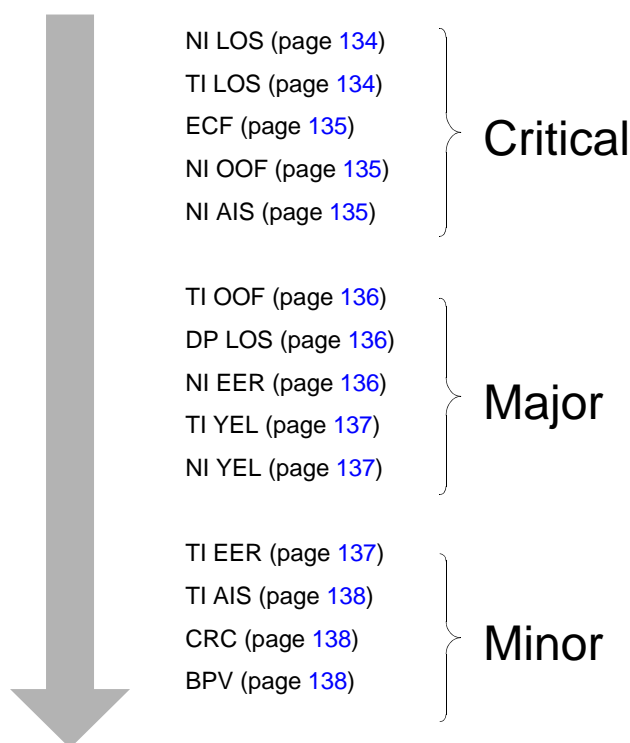 NI LOS (page 134)
TI LOS (page 134)
ECF (page 135)
NI OOF (page 135)
NI AIS (page 135)
Critical
TI OOF (page 136)
DP LOS (page 136)
NI EER (page 136)
TI YEL (page 137)
NI YEL (page 137)
Major
TI EER (page 137)
TI AIS (page 138)
CRC (page 138)
BPV (page 138)
Minor